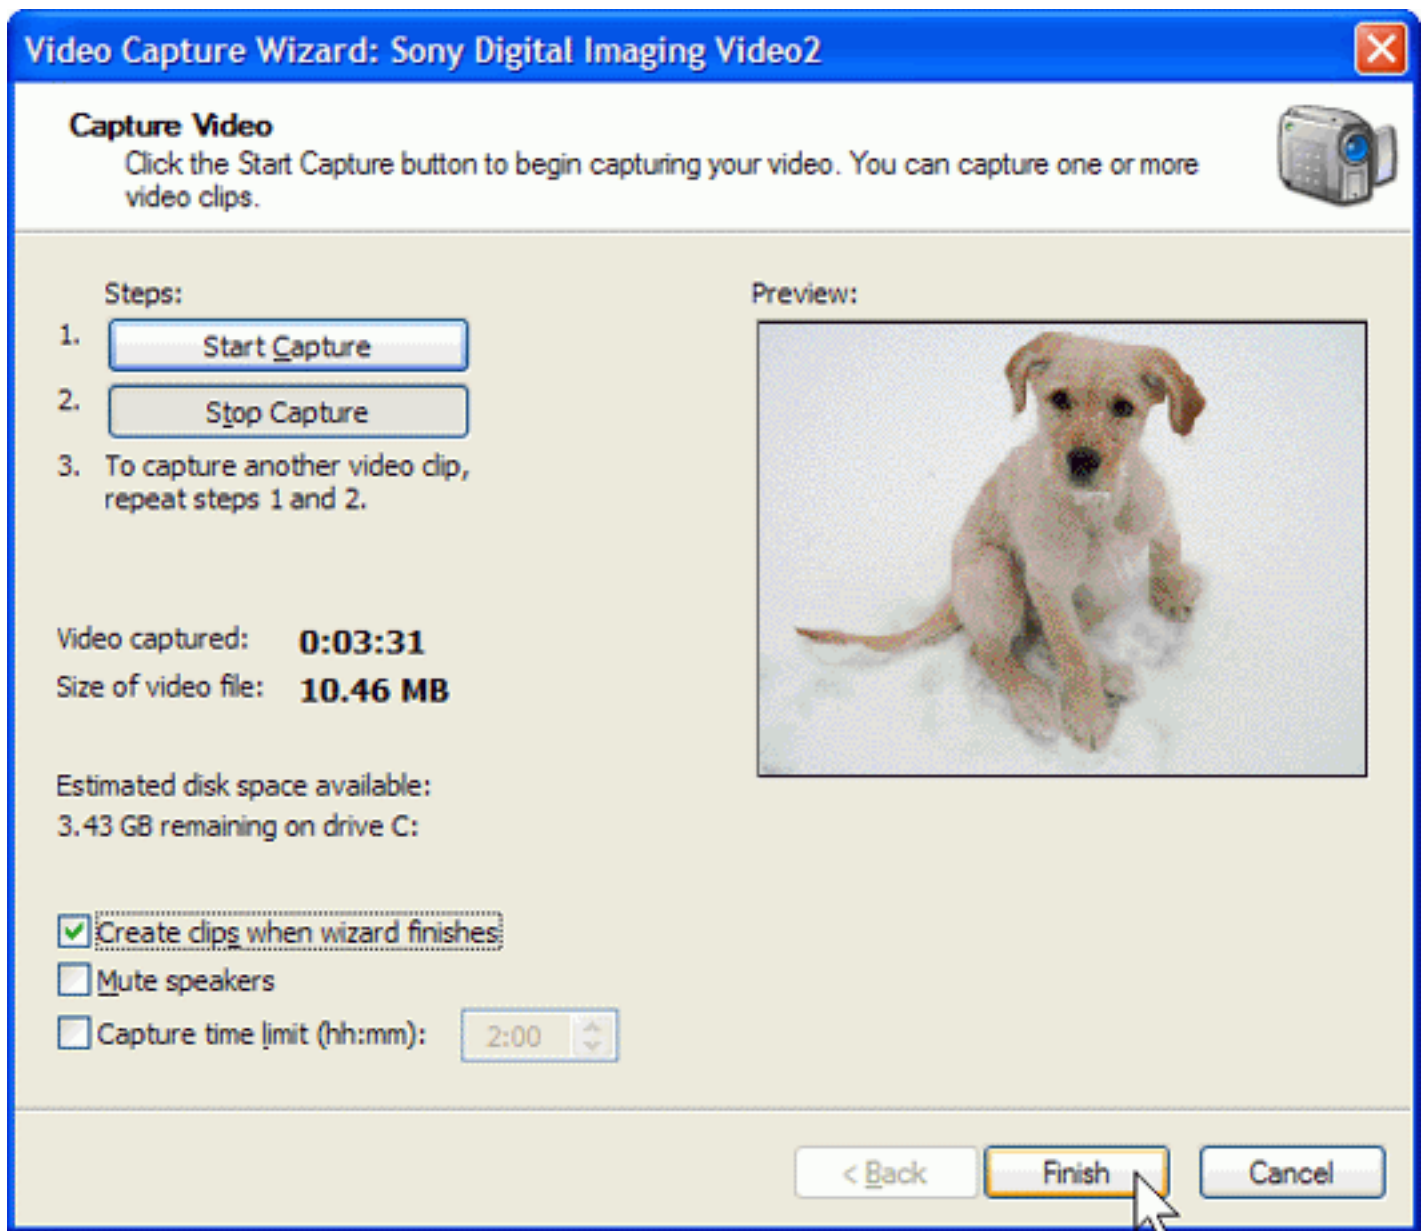 Video Capture Wizard: Sony Digital Imaging Video2
Capture Video
Click the Start Capture button to begin capturing your video. You can capture one or more
video clips.
Steps:
1. Start Capture
2. Stop Capture
3. To capture another video clip,
repeat steps 1 and 2.
Video captured: 0:03:31
Size of video file: 10.46 MB
Estimated disk space available:
3.43 GB remaining on drive C:
Create clips when wizard finishes
Mute speakers
Capture time limit (hh:mm): 2:00
Preview:
< Back Finish Cancel